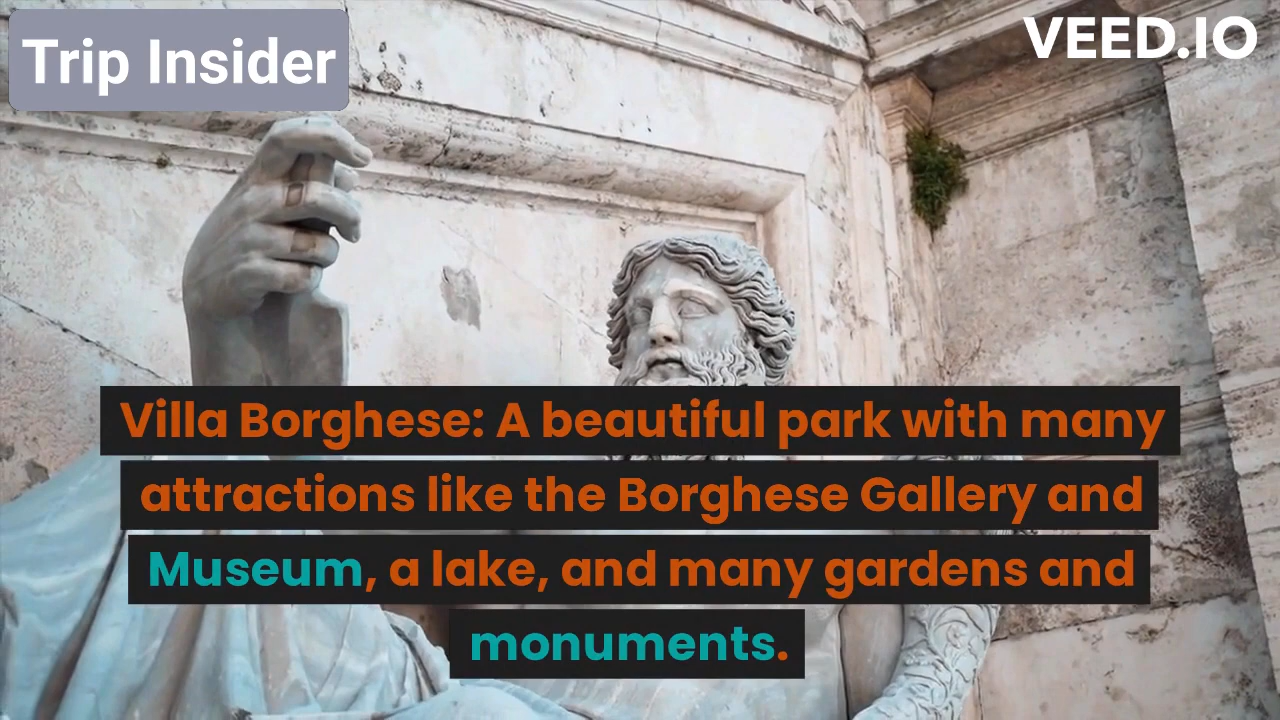 Trip Insider
VEED.IO
Villa Borghese: A beautiful park with many
attractions like the Borghese Gallery and
Museum, a lake, and many gardens and
monuments.